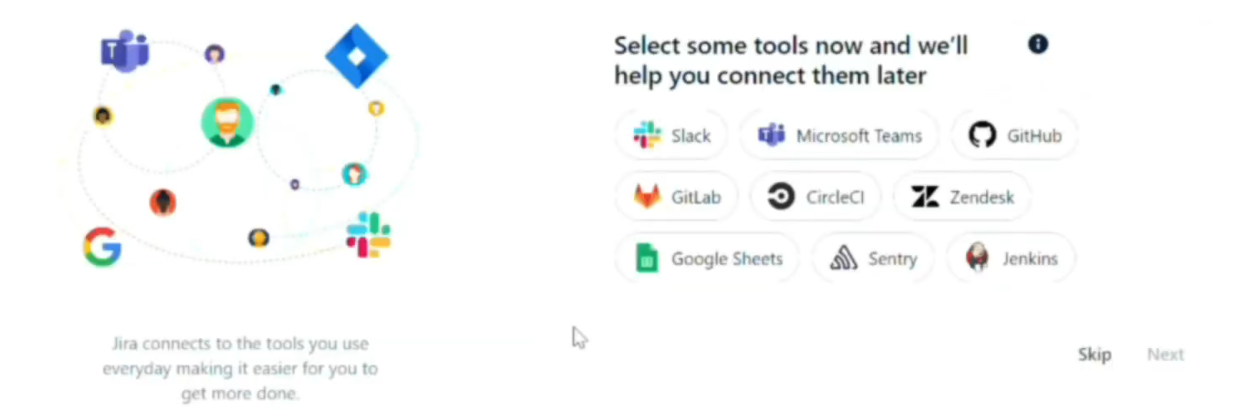 Select some tools now and we'll
help you connect them later
Slack
Microsoft Teams
GitHub
GitLab
CircleCI
Zendesk
Google Sheets
Sentry
Jenkins
Jira connects to the tools you use
everyday making it easier for you to
get more done.
Skip
Next